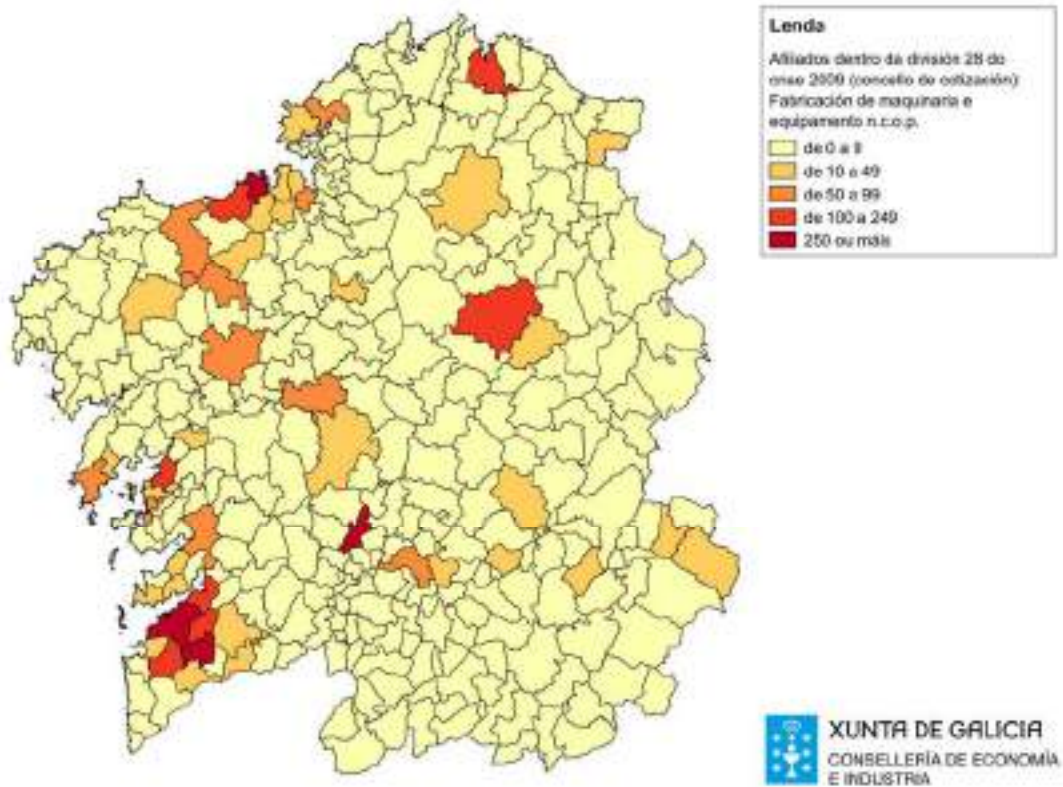 Lenda
Afiliados dentro da división 28 do
cnae 2009 (concello de cotización)
Fabricación de maquinaria e
equipamento n.c.o.p.
de 0 a 9
de 10 a 49
de 50 a 99
de 100 a 249
250 ou máis
XUNTA DE GALICIA
CONSELLERÍA DE ECONOMÍA
E INDUSTRIA